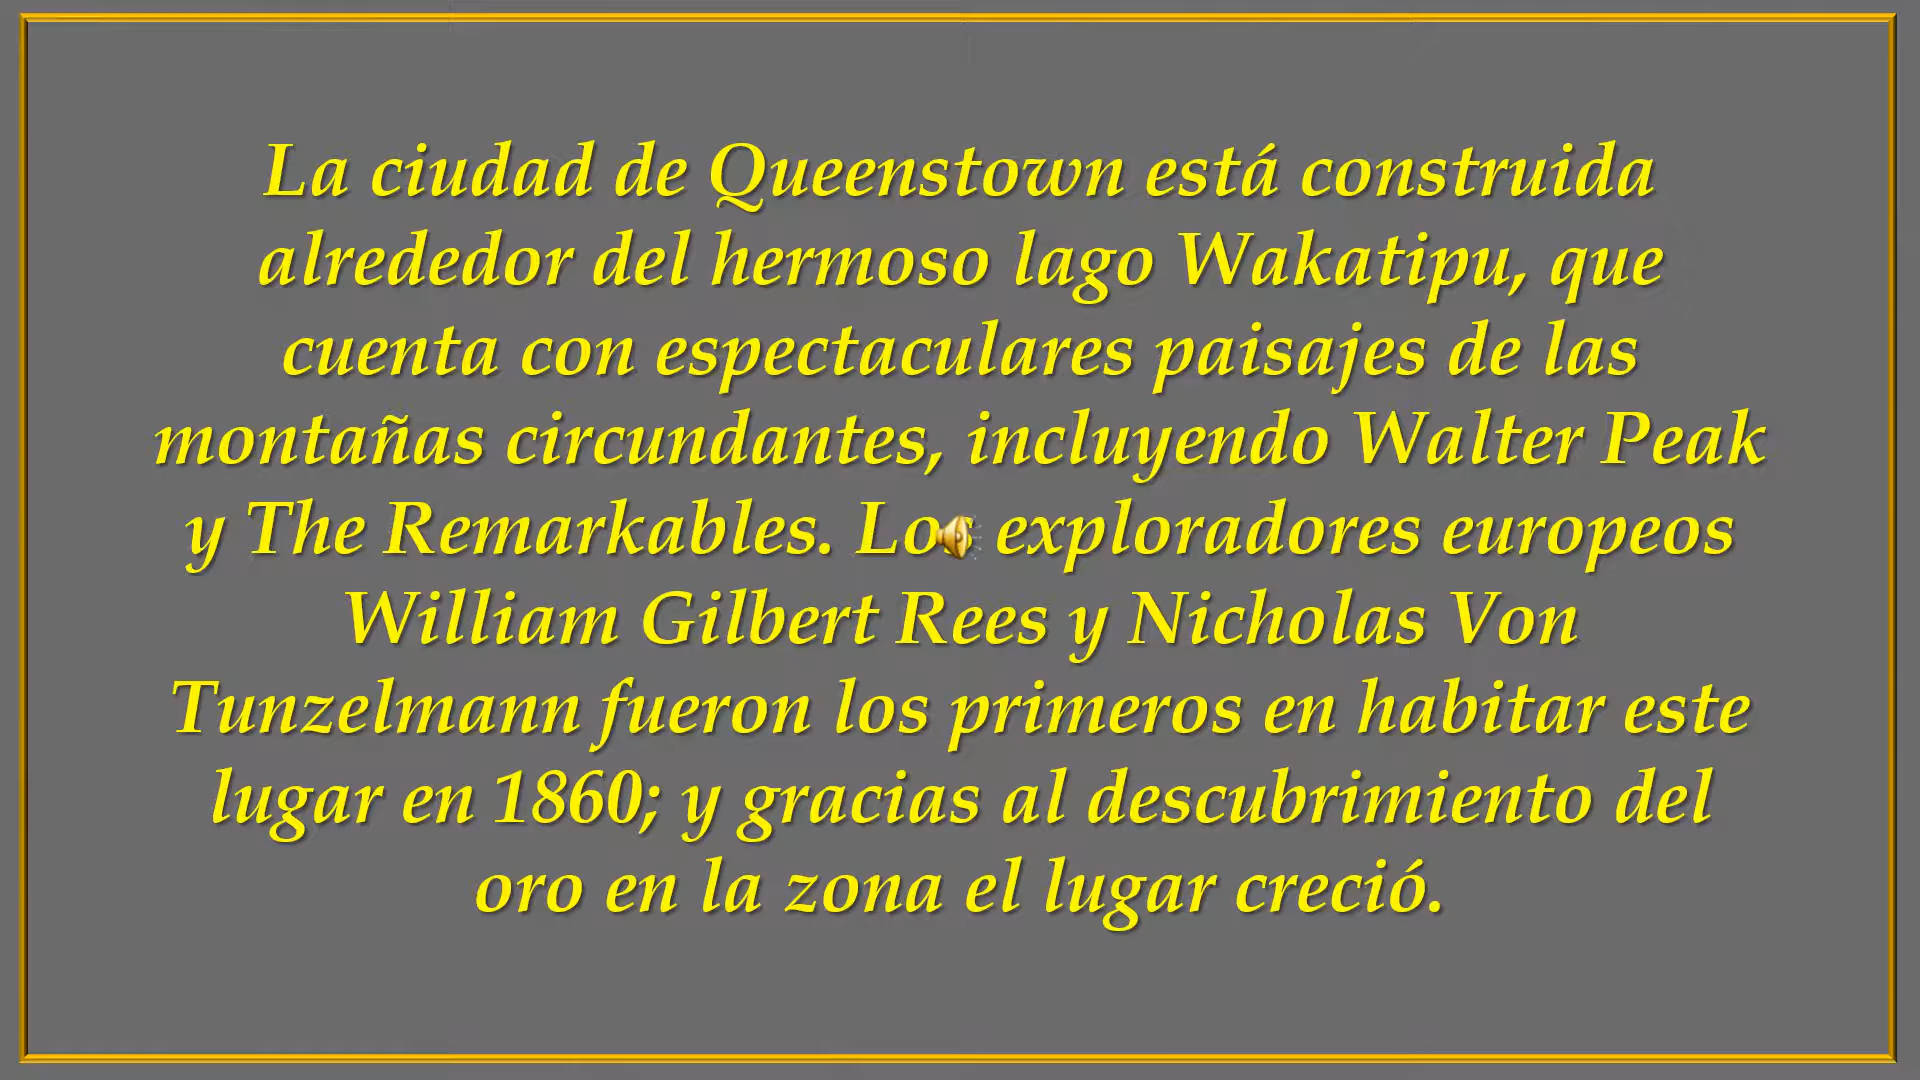 La ciudad de Queenstown está construida
alrededor del hermoso lago Wakatipu, que
cuenta con espectaculares paisajes de las
montañas circundantes, incluyendo Walter Peak
y The Remarkables. Los exploradores europeos
William Gilbert Rees y Nicholas Von
Tunzelmann fueron los primeros en habitar este
lugar en 1860; y gracias al descubrimiento del
oro en la zona el lugar creció.